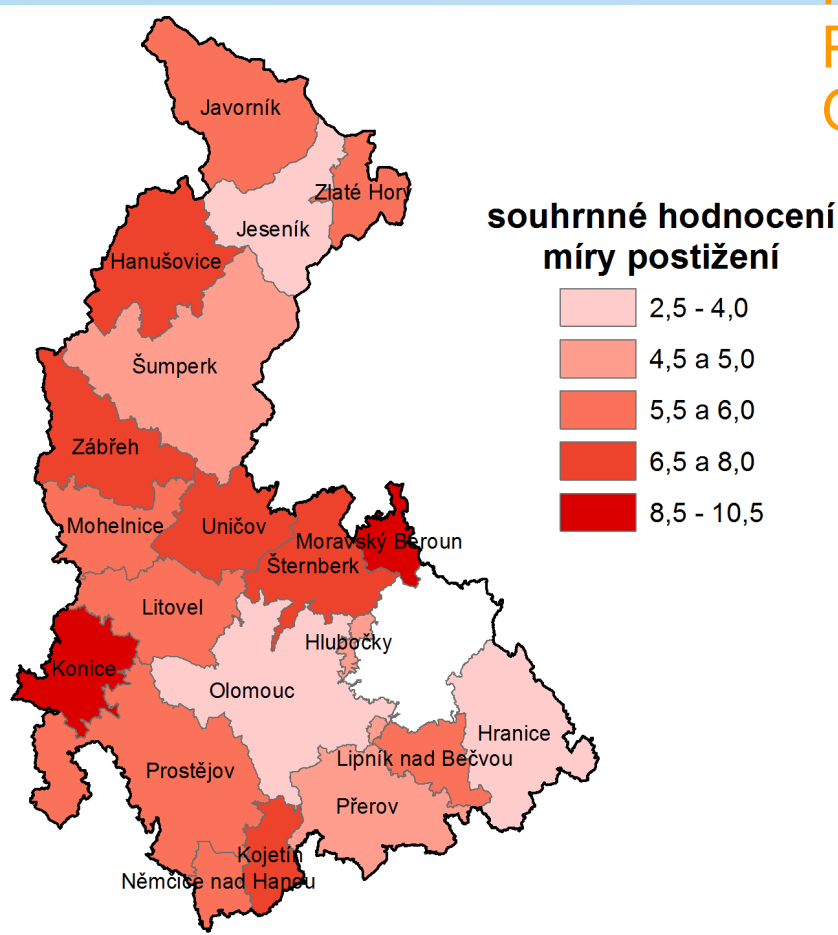 Javorník
Zlaté Hory
Jeseník
Hanušovice
Šumperk
Zábřeh
Mohelnice
Uničov
Moravský Beroun
Šternberk
Litovel
Hlubočky
Konice
Olomouc
Hranice
Lipník nad Bečvou
Prostějov
Přerov
Kojetín
Němčice nad Hanou
souhrnné hodnocení
míry postižení
2,5 - 4,0
4,5 a 5,0
5,5 a 6,0
6,5 a 8,0
8,5 - 10,5